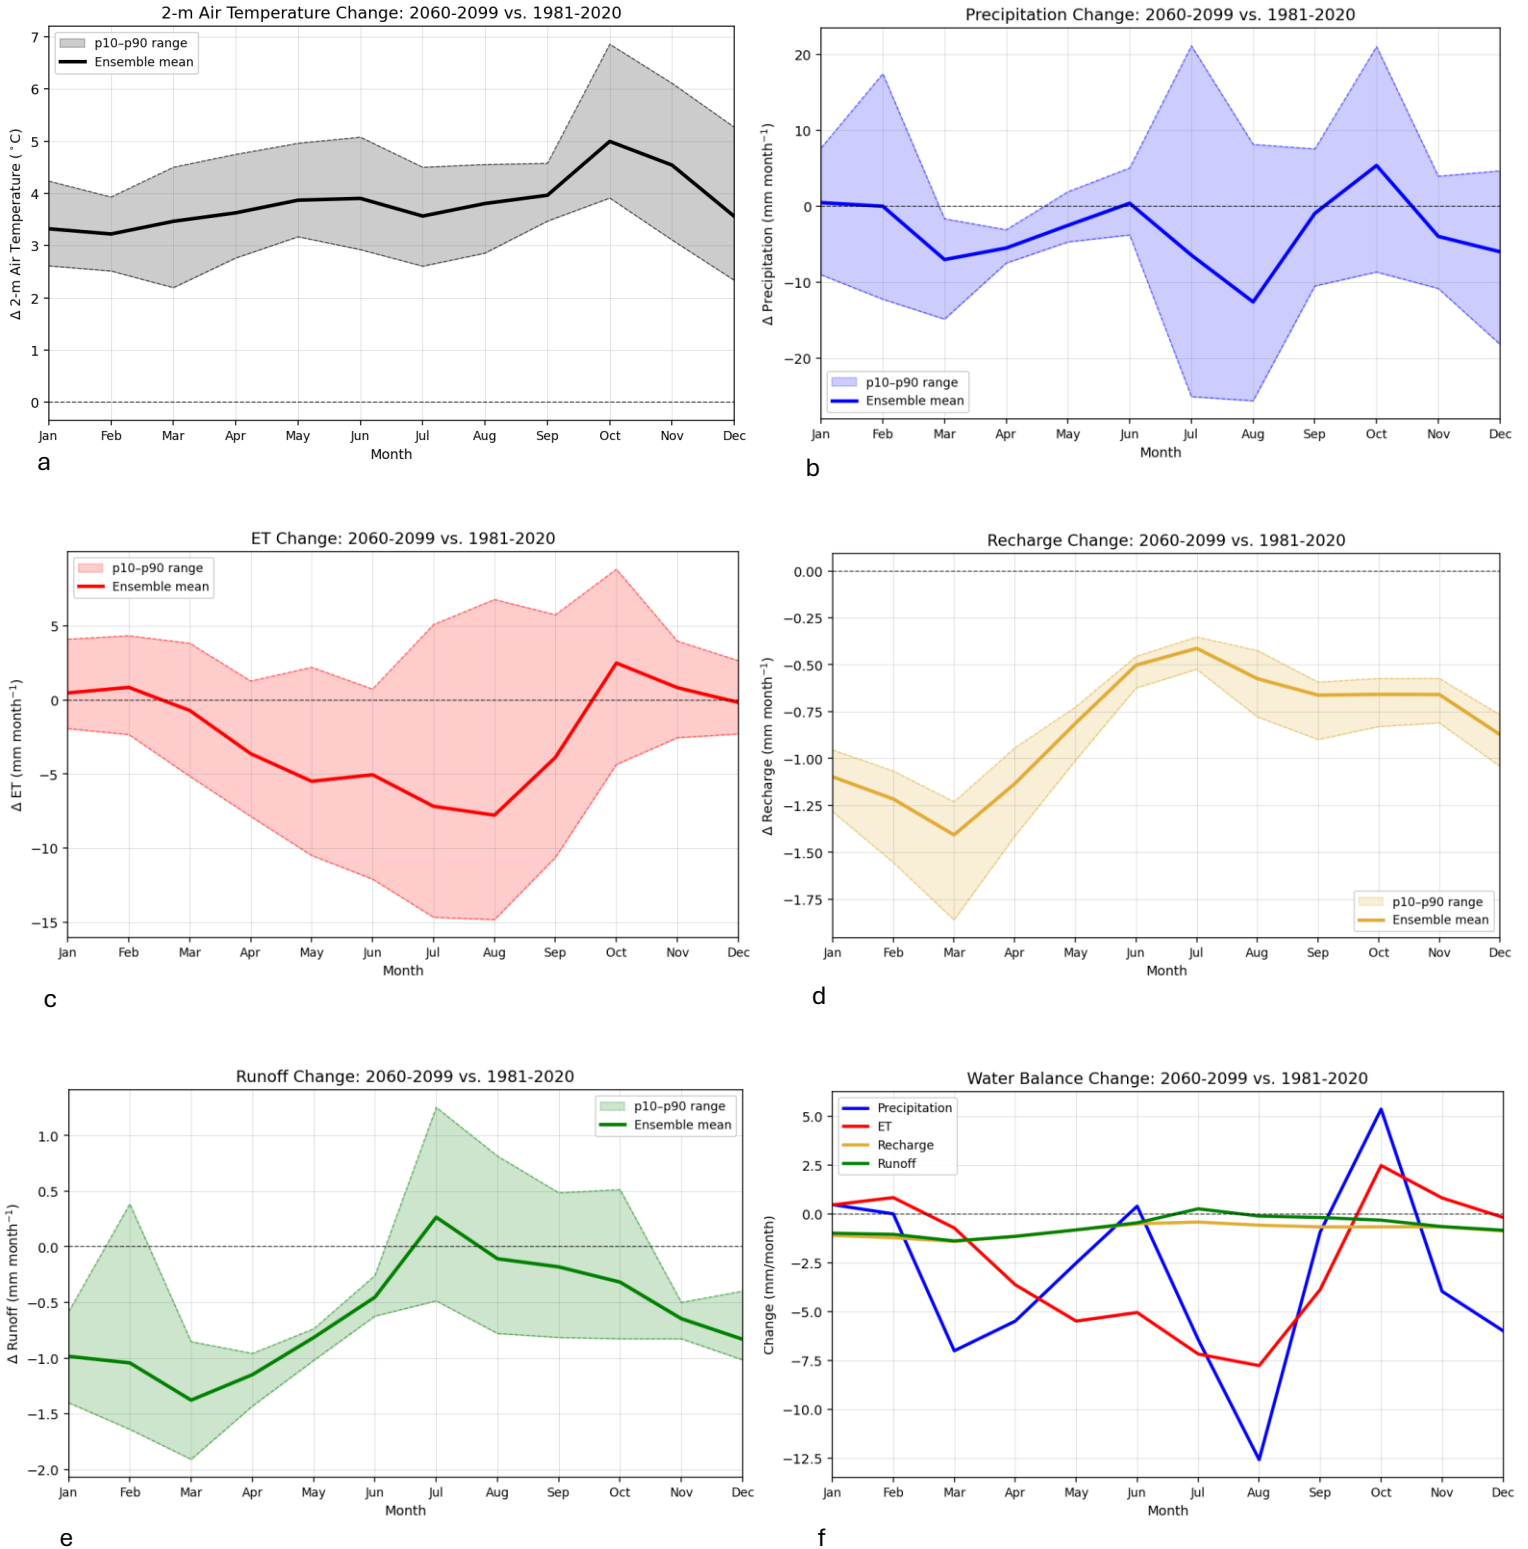 2-m Air Temperature Change: 2060-2099 vs. 1981-2020
p10–p90 range
Ensemble mean
Δ 2-m Air Temperature (°C)
7
6
5
4
3
2
1
0
Jan Feb Mar Apr May Jun Jul Aug Sep Oct Nov Dec
Month
a
Precipitation Change: 2060-2099 vs. 1981-2020
Δ Precipitation (mm month⁻¹)
20
10
0
−10
−20
p10–p90 range
Ensemble mean
Jan Feb Mar Apr May Jun Jul Aug Sep Oct Nov Dec
Month
b
ET Change: 2060-2099 vs. 1981-2020
p10–p90 range
Ensemble mean
Δ ET (mm month⁻¹)
5
0
−5
−10
−15
Jan Feb Mar Apr May Jun Jul Aug Sep Oct Nov Dec
Month
c
Recharge Change: 2060-2099 vs. 1981-2020
Δ Recharge (mm month⁻¹)
0.00
−0.25
−0.50
−0.75
−1.00
−1.25
−1.50
−1.75
p10–p90 range
Ensemble mean
Jan Feb Mar Apr May Jun Jul Aug Sep Oct Nov Dec
Month
d
Runoff Change: 2060-2099 vs. 1981-2020
p10–p90 range
Ensemble mean
Δ Runoff (mm month⁻¹)
1.0
0.5
0.0
−0.5
−1.0
−1.5
−2.0
Jan Feb Mar Apr May Jun Jul Aug Sep Oct Nov Dec
Month
e
Water Balance Change: 2060-2099 vs. 1981-2020
Precipitation
ET
Recharge
Runoff
Change (mm/month)
5.0
2.5
0.0
−2.5
−5.0
−7.5
−10.0
−12.5
Jan Feb Mar Apr May Jun Jul Aug Sep Oct Nov Dec
Month
f